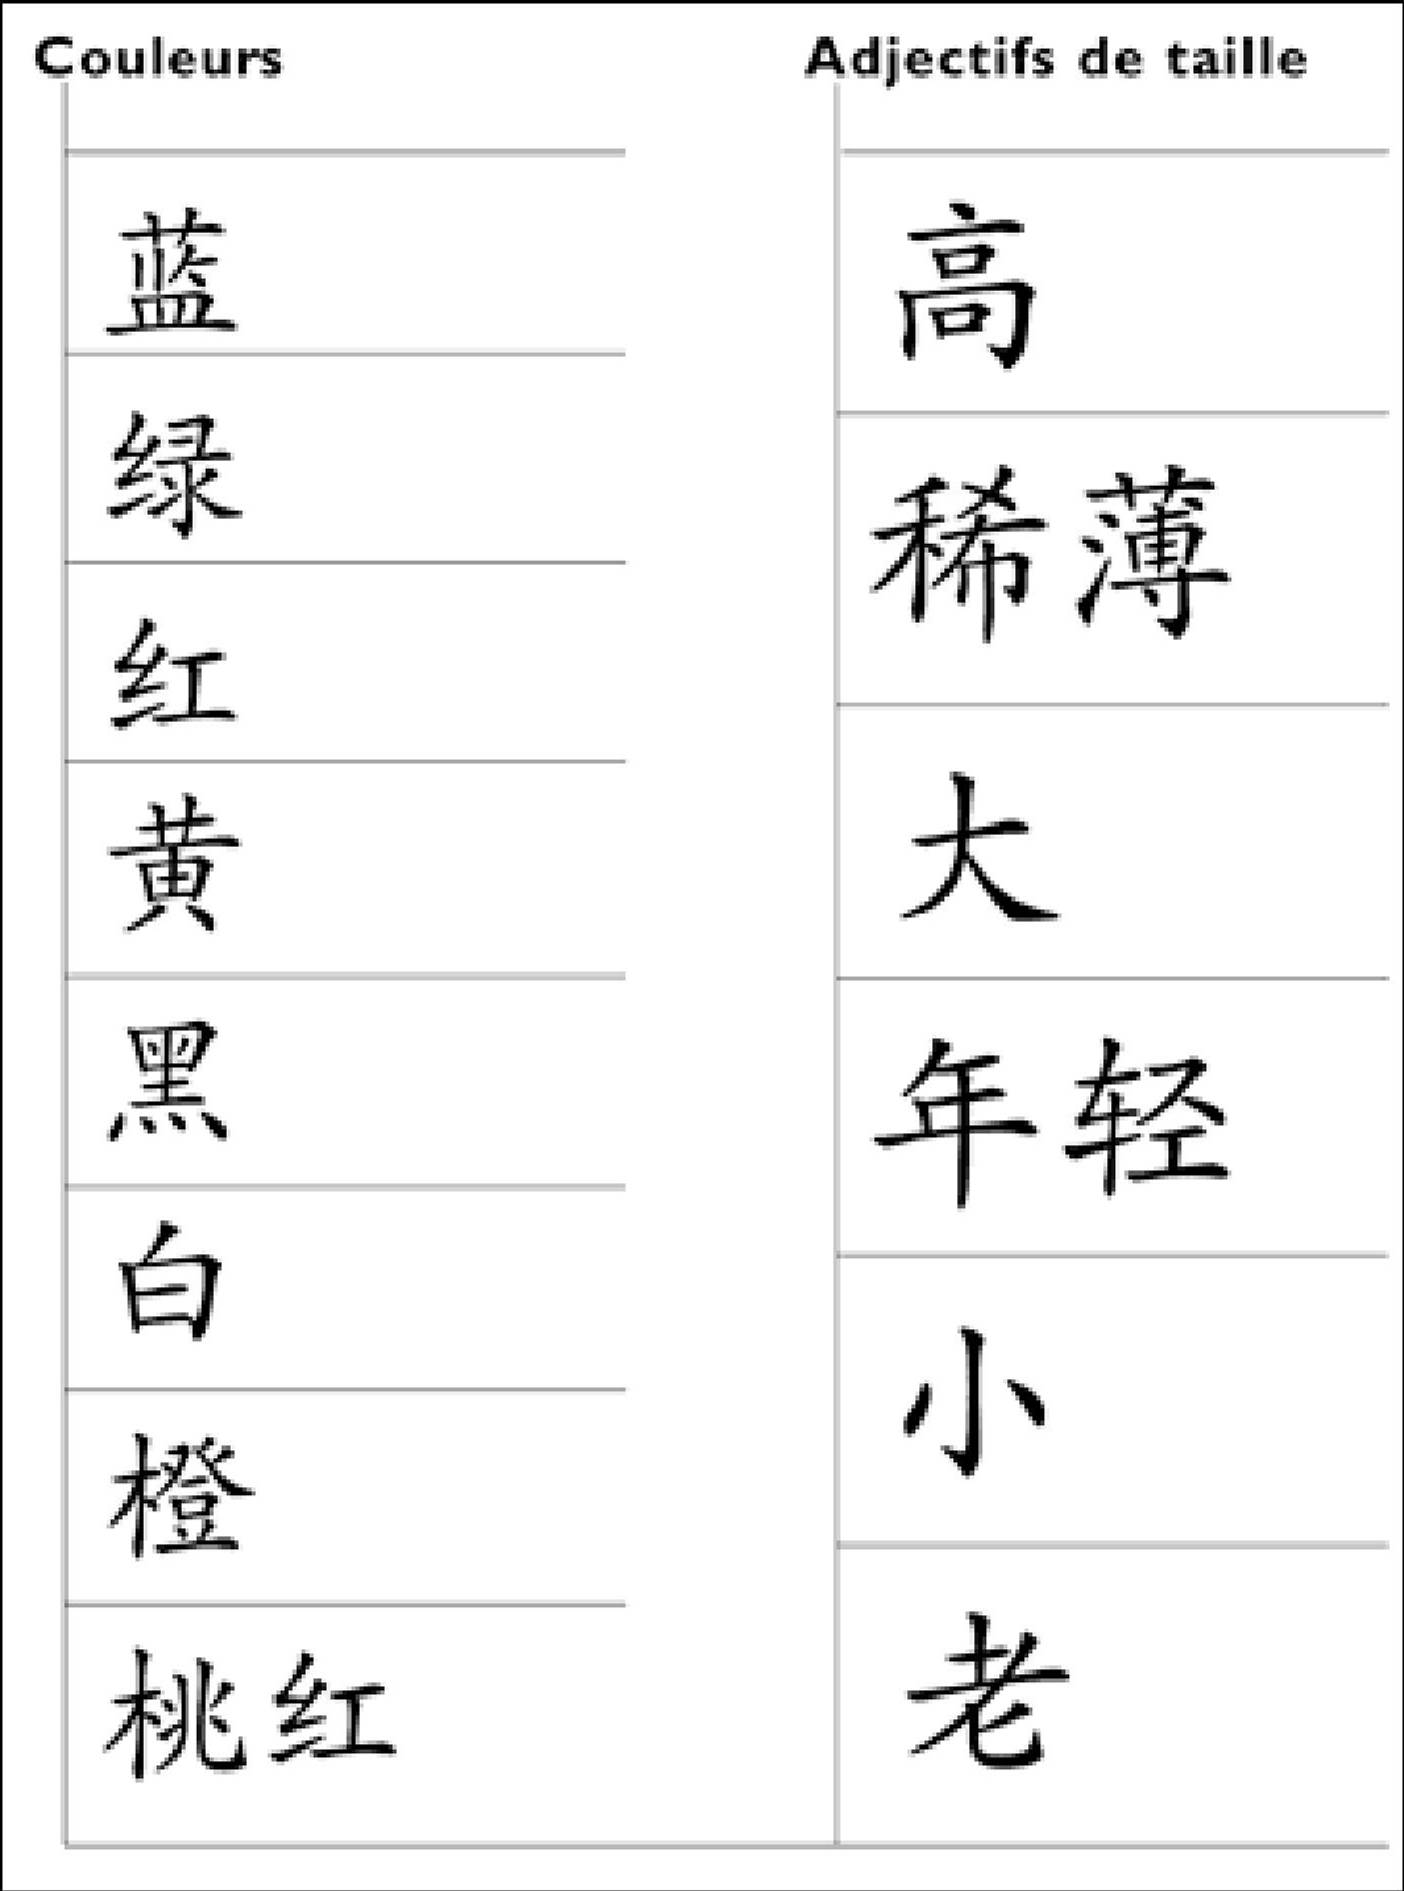 Couleurs
蓝
绿
红
黄
黑
白
橙
桃红
Adjectifs de taille
高
稀薄
大
年轻
小
老